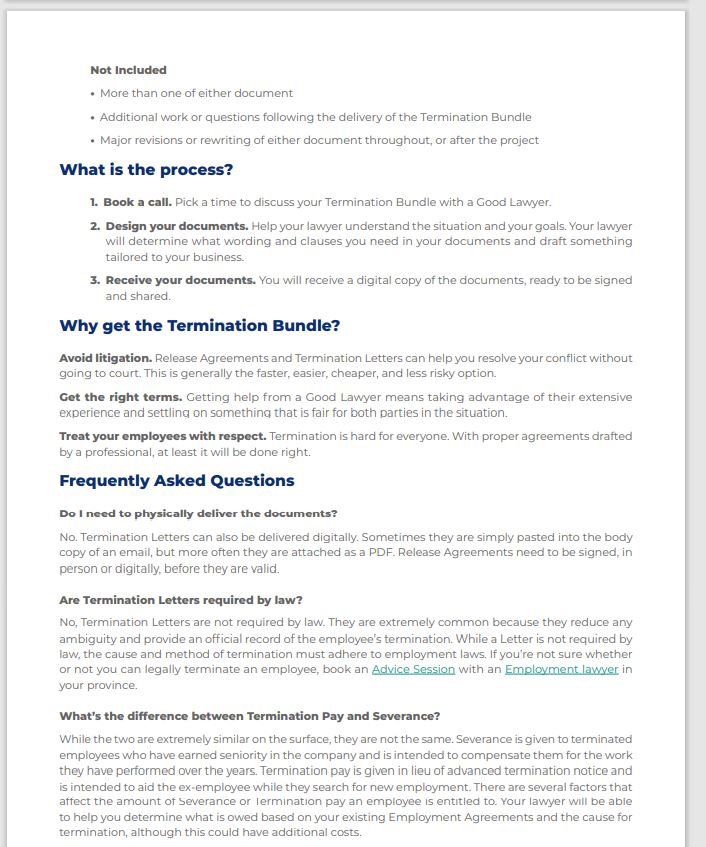 Not Included
• More than one of either document
• Additional work or questions following the delivery of the Termination Bundle
• Major revisions or rewriting of either document throughout, or after the project
What is the process?
1. Book a call. Pick a time to discuss your Termination Bundle with a Good Lawyer.
2. Design your documents. Help your lawyer understand the situation and your goals. Your lawyer
will determine what wording and clauses you need in your documents and draft something
tailored to your business.
3. Receive your documents. You will receive a digital copy of the documents, ready to be signed
and shared.
Why get the Termination Bundle?
Avoid litigation. Release Agreements and Termination Letters can help you resolve your conflict without
going to court. This is generally the faster, easier, cheaper, and less risky option.
Get the right terms. Getting help from a Good Lawyer means taking advantage of their extensive
experience and settling on something that is fair for both parties in the situation.
Treat your employees with respect. Termination is hard for everyone. With proper agreements drafted
by a professional, at least it will be done right.
Frequently Asked Questions
Do I need to physically deliver the documents?
No. Termination Letters can also be delivered digitally. Sometimes they are simply pasted into the body
copy of an email, but more often they are attached as a PDF. Release Agreements need to be signed, in
person or digitally, before they are valid.
Are Termination Letters required by law?
No, Termination Letters are not required by law. They are extremely common because they reduce any
ambiguity and provide an official record of the employee's termination. While a Letter is not required by
law, the cause and method of termination must adhere to employment laws. If you're not sure whether
or not you can legally terminate an employee, book an Advice Session with an Employment lawyer in
your province.
What's the difference between Termination Pay and Severance?
While the two are extremely similar on the surface, they are not the same. Severance is given to terminated
employees who have earned seniority in the company and is intended to compensate them for the work
they have performed over the years. Termination pay is given in lieu of advanced termination notice and
is intended to aid the ex-employee while they search for new employment. There are several factors that
affect the amount of Severance or Termination pay an employee is entitled to. Your lawyer will be able
to help you determine what is owed based on your existing Employment Agreements and the cause for
termination, although this could have additional costs.